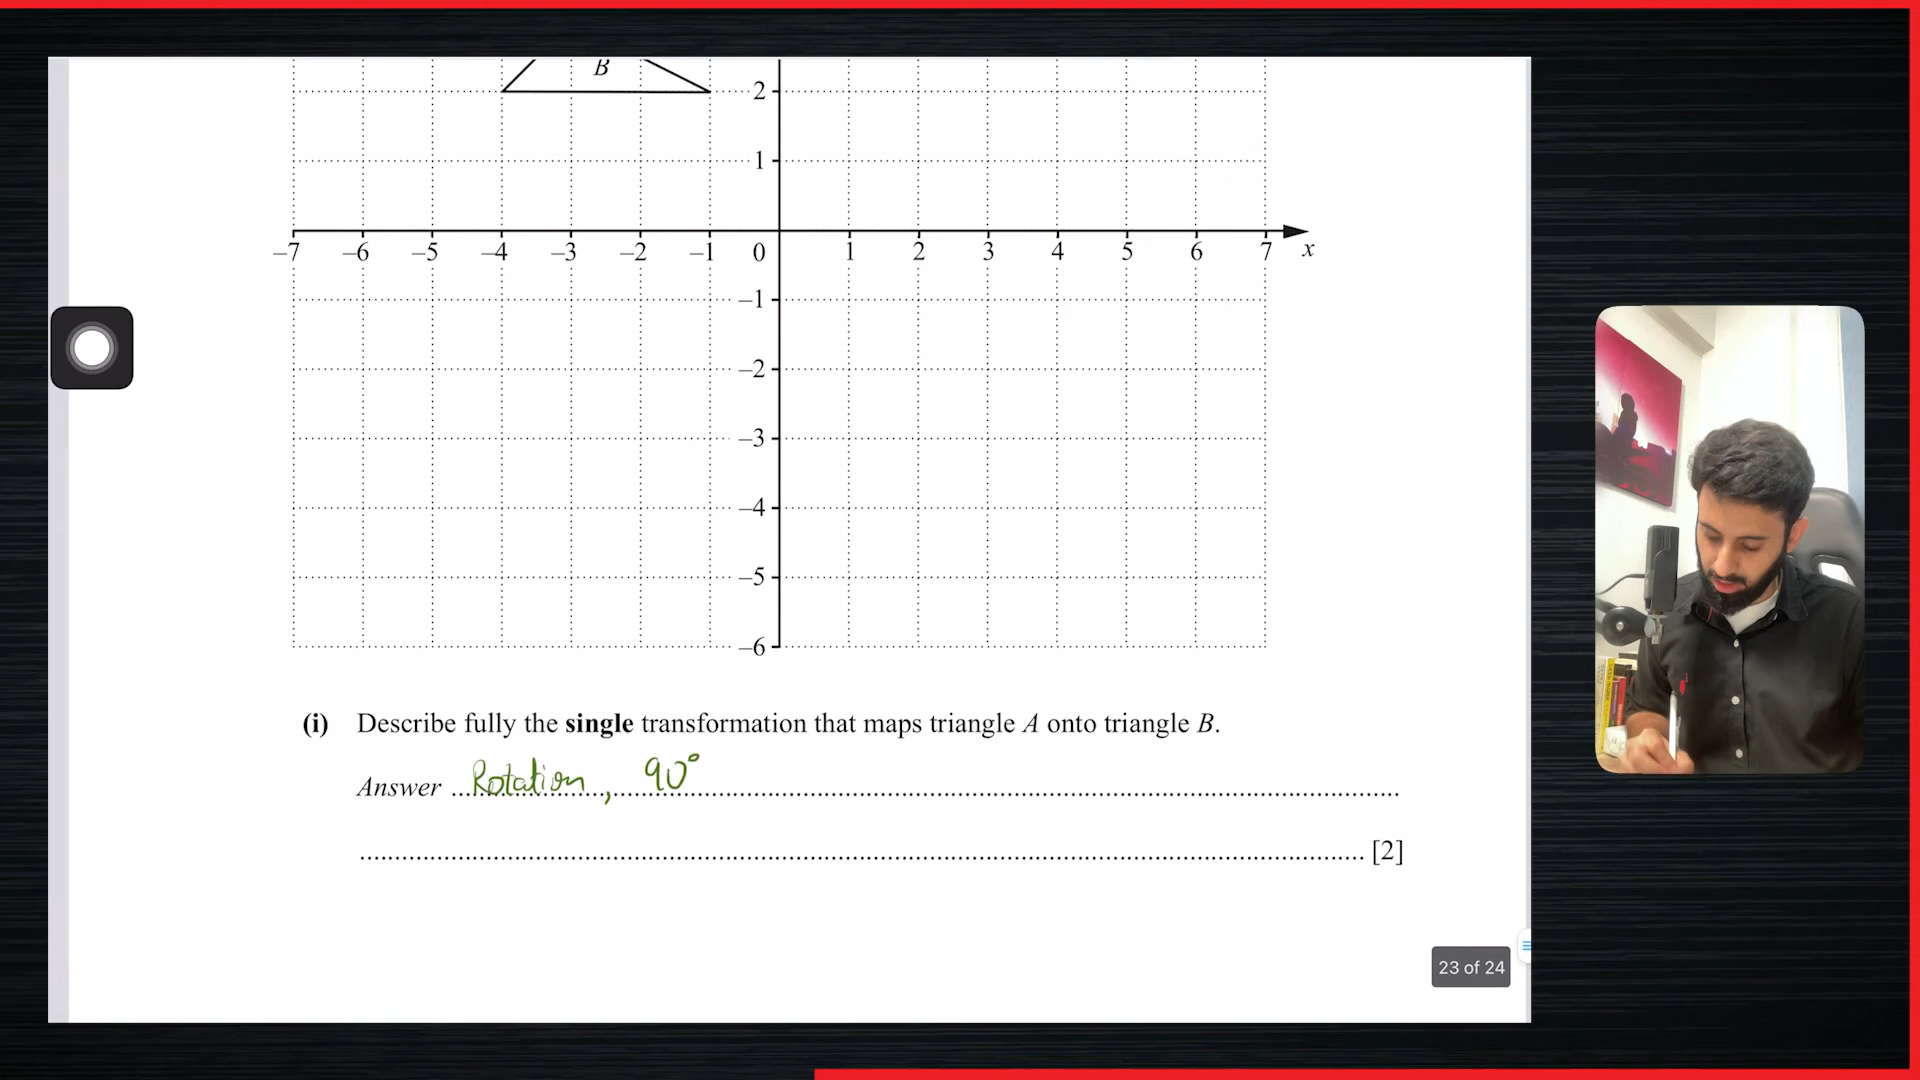 B
2
1
–7 –6 –5 –4 –3 –2 –1 0 1 2 3 4 5 6 7 x
–1
–2
–3
–4
–5
–6
(i) Describe fully the single transformation that maps triangle A onto triangle B.
Answer Rotation, 90°
[2]
23 of 24